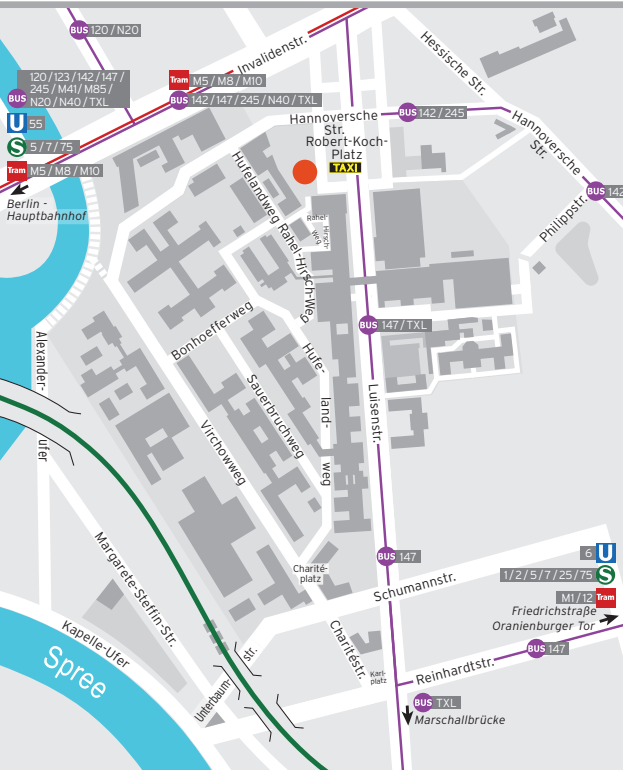 BUS 120 / N20
120 / 123 / 142 / 147 /
245 / M41 / M85 /
BUS N20 / N40 / TXL
U 55
S 5 / 7 / 75
Tram M5 / M8 / M10
Berlin -
Hauptbahnhof
Invalidenstr.
Tram M5 / M8 / M10
BUS 142 / 147 / 245 / N40 / TXL
Hessische Str.
BUS 142 / 245
Hannoversche
Str.
Robert-Koch-
Platz
TAXI
Hannoversche
Str.
BUS 142
Philippstr.
Hufelandweg
Rahel-
Hirsch-
Weg
Rahel-Hirsch-We
g
BUS 147 / TXL
Bonhoefferweg
Hufe-
land-
weg
Sauerbruchweg
Virchowweg
Luisenstr.
Alexander-
ufer
Margarete-Steffin-Str.
Kapelle-Ufer
Spree
Charité-
platz
BUS 147
Schumannstr.
6 U
1 / 2 / 5 / 7 / 25 / 75 S
M1 / 12 Tram
Friedrichstraße
Oranienburger Tor
BUS 147
Charitéstr.
Karl-
platz
Reinhardtstr.
Unterbaum-
str.
BUS TXL
Marschallbrücke